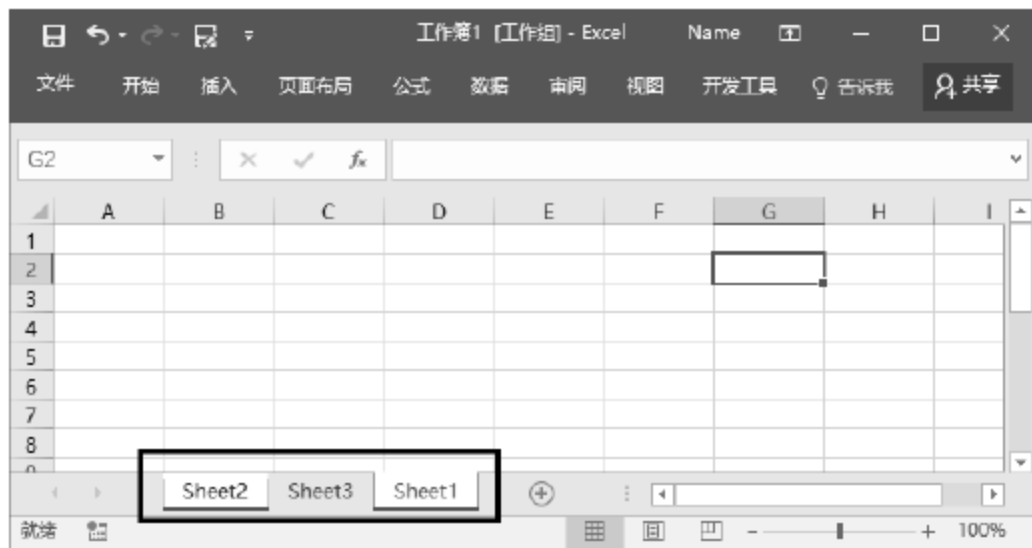 工作簿1 [工作组] - Excel Name
文件 开始 插入 页面布局 公式 数据 审阅 视图 开发工具 告诉我 共享
G2 fx
A B C D E F G H I
1
2
3
4
5
6
7
8
9
Sheet2 Sheet3 Sheet1
就绪 100%